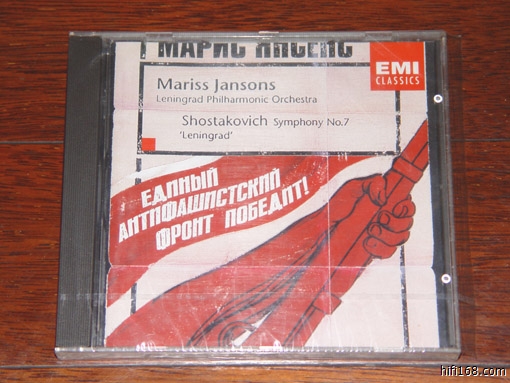 МАРИС ЯНСОНС
EMI
CLASSICS
Mariss Jansons
Leningrad Philharmonic Orchestra
Shostakovich Symphony No.7
'Leningrad'
ЕДИНЫЙ
АНТИФАШИСТСКИЙ
ФРОНТ ПОБЕДИТ!
hifi168.com